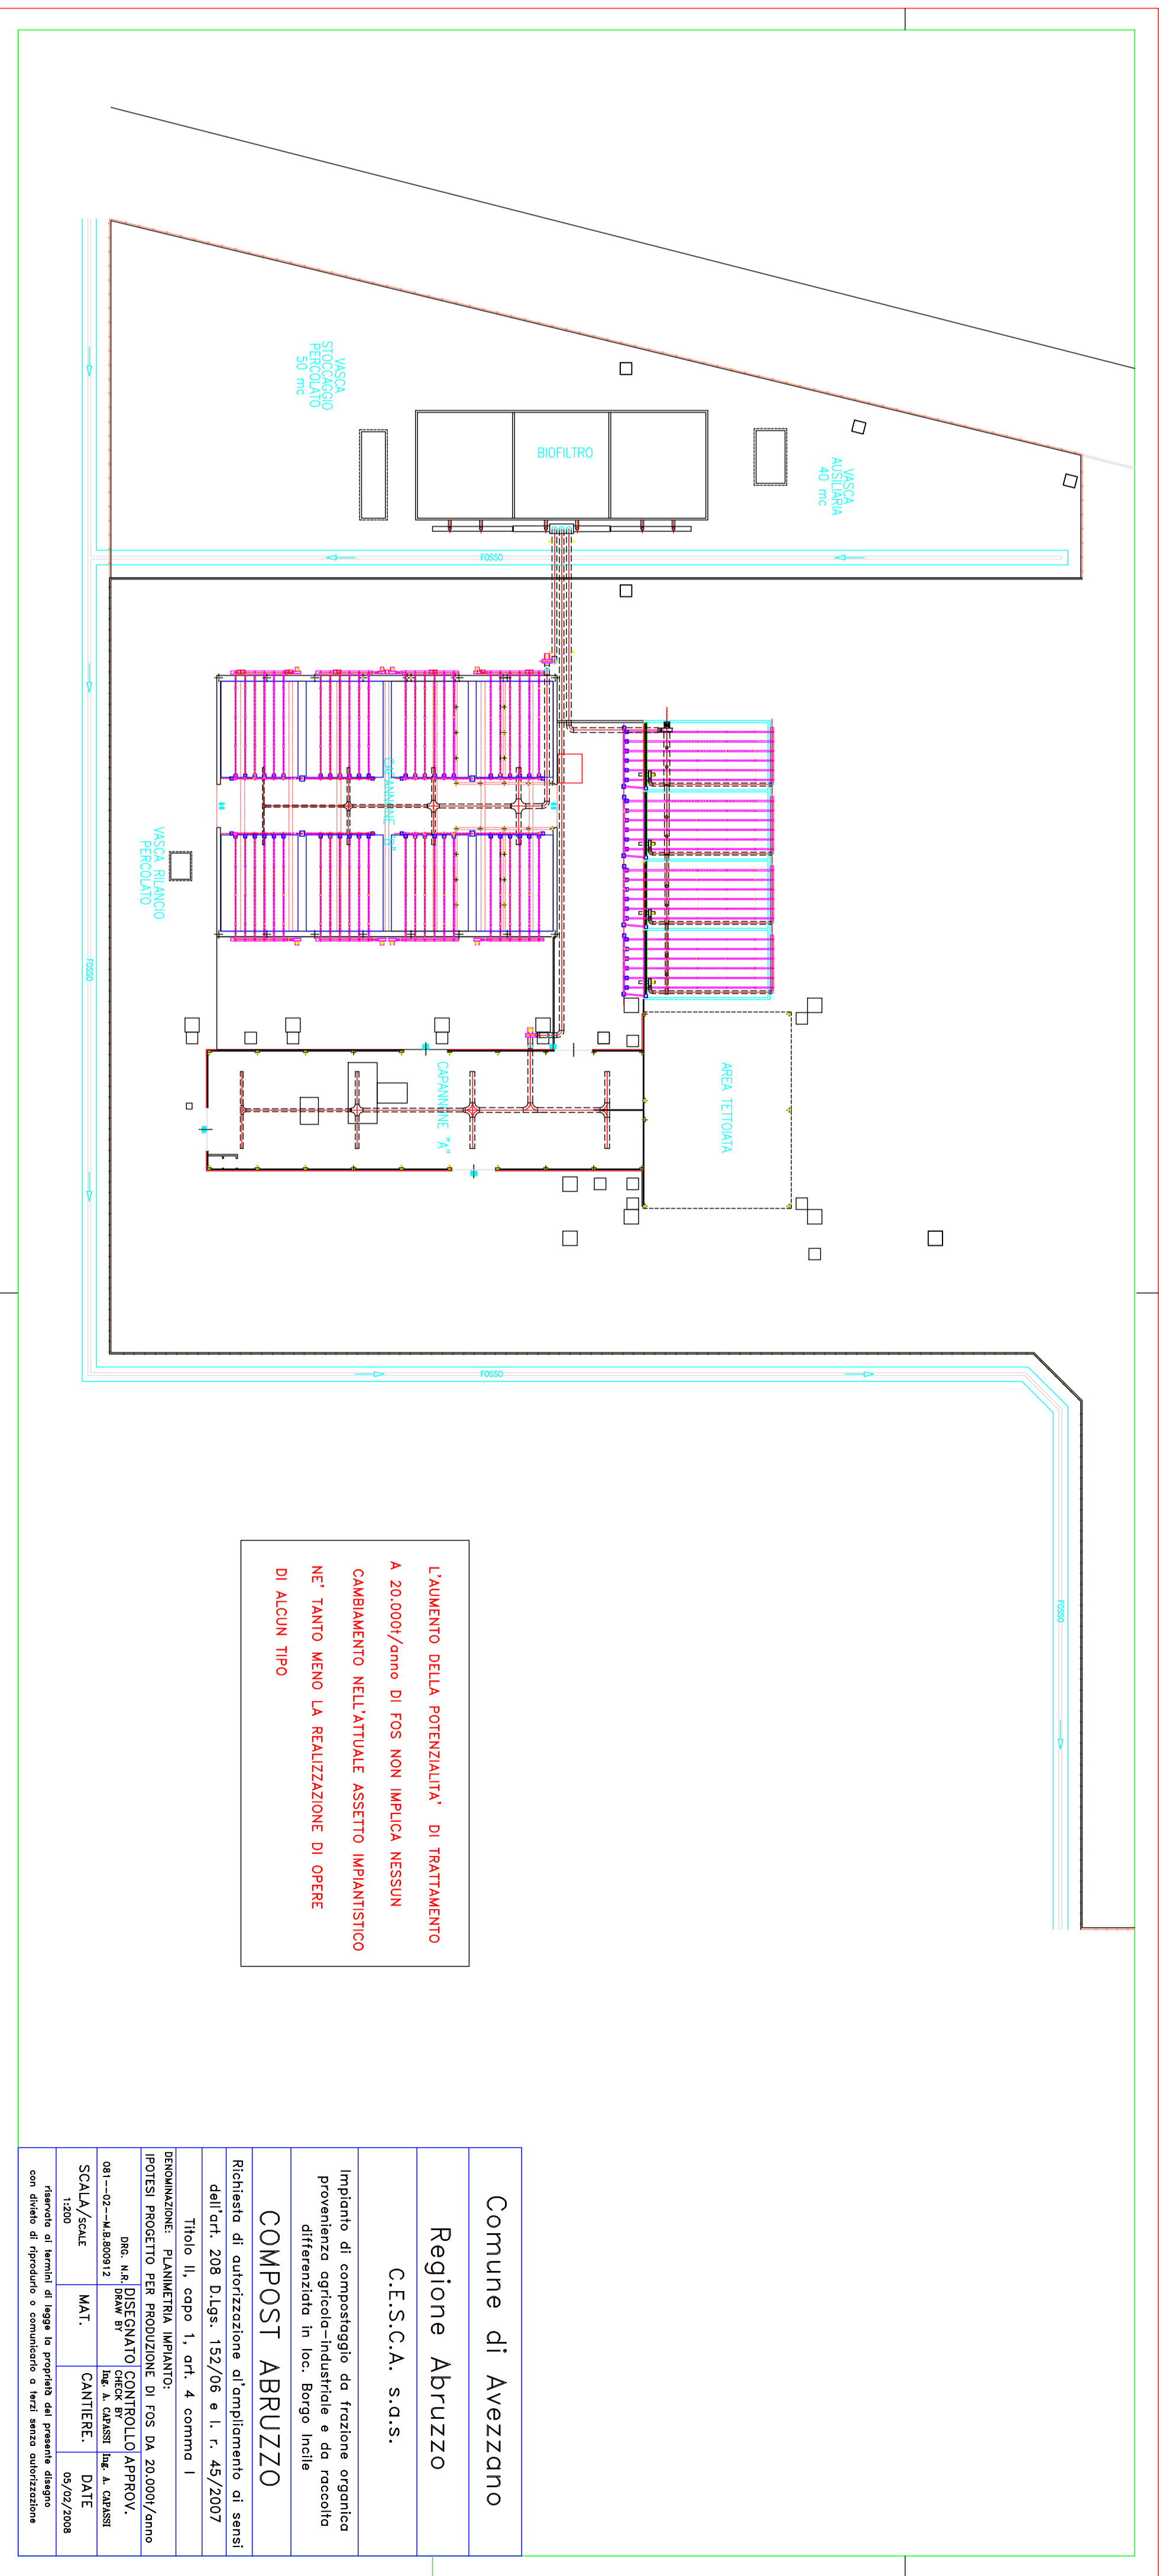 VASCA
STOCCAGGIO
PERCOLATO
50 mc
BIOFILTRO
VASCA
AUSILIARIA
40 mc
FOSSO
CAPANNONE "B"
VASCA RILANCIO
PERCOLATO
FOSSO
CAPANNONE "A"
AREA TETTOIATA
FOSSO
FOSSO
L'AUMENTO DELLA POTENZIALITA' DI TRATTAMENTO
A 20.000t/anno DI FOS NON IMPLICA NESSUN
CAMBIAMENTO NELL'ATTUALE ASSETTO IMPIANTISTICO
NE' TANTO MENO LA REALIZZAZIONE DI OPERE
DI ALCUN TIPO
Comune di Avezzano
Regione Abruzzo
C.E.S.C.A. s.a.s.
Impianto di compostaggio da frazione organica
provenienza agricola-industriale e da raccolta
differenziata in loc. Borgo Incile
COMPOST ABRUZZO
Richiesta di autorizzazione al'ampliamento ai sensi
dell'art. 208 D.Lgs. 152/06 e l. r. 45/2007
Titolo II, capo 1, art. 4 comma l
DENOMINAZIONE: PLANIMETRIA IMPIANTO:
IPOTESI PROGETTO PER PRODUZIONE DI FOS DA 20.000t/anno
DRG. N.R. DISEGNATO CONTROLLO APPROV.
DRAW BY CHECK BY
081--02--M.B.800912 Ing. A. CAPASSI Ing. A. CAPASSI
SCALA/SCALE MAT. CANTIERE. DATE
1:200 05/02/2008
riservata ai termini di legge la proprietà del presente disegno
con divieto di riprodurlo o comunicarlo a terzi senza autorizzazione